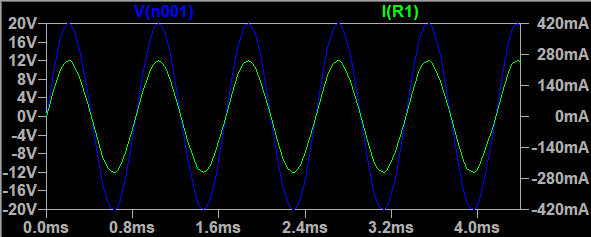 V(n001) I(R1)
20V 420mA
16V
12V 280mA
8V
4V 140mA
0V 0mA
-4V
-8V -140mA
-12V
-16V -280mA
-20V -420mA
0.0ms 0.8ms 1.6ms 2.4ms 3.2ms 4.0ms